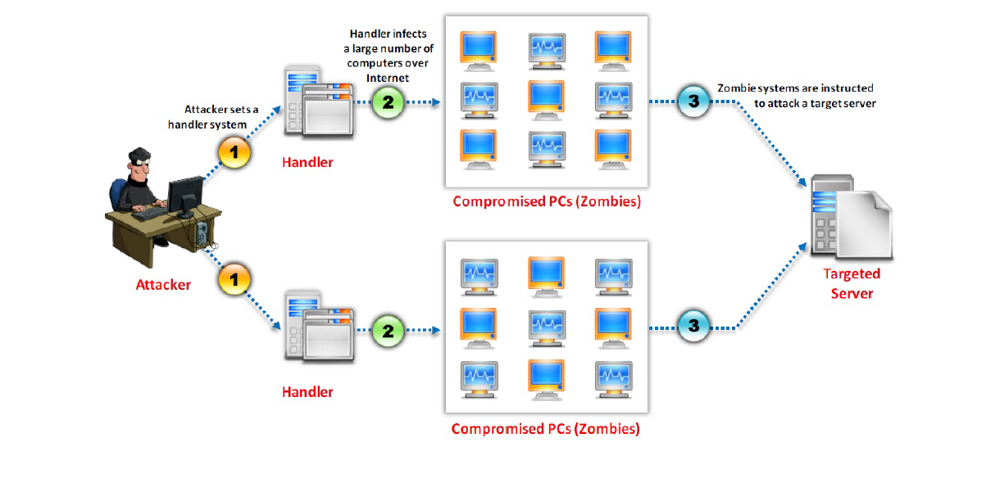 Handler infects
a large number of
computers over
Internet
Attacker sets a
handler system
1
2
3
Zombie systems are instructed
to attack a target server
Handler
Compromised PCs (Zombies)
Attacker
1
2
3
Targeted
Server
Handler
Compromised PCs (Zombies)